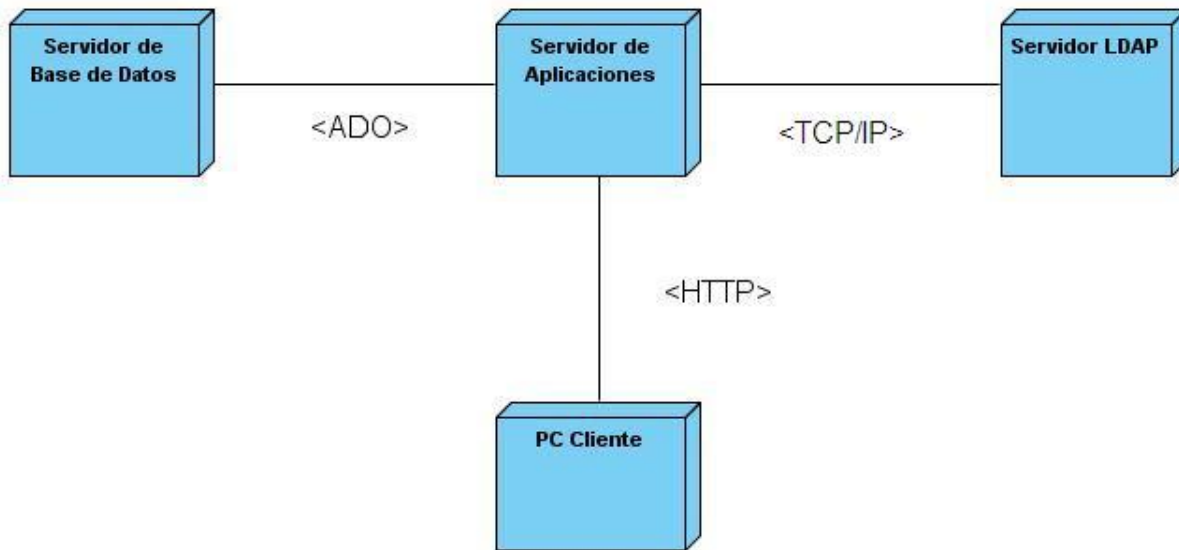 Servidor de
Base de Datos
Servidor de
Aplicaciones
Servidor LDAP
<ADO>
<TCP/IP>
<HTTP>
PC Cliente